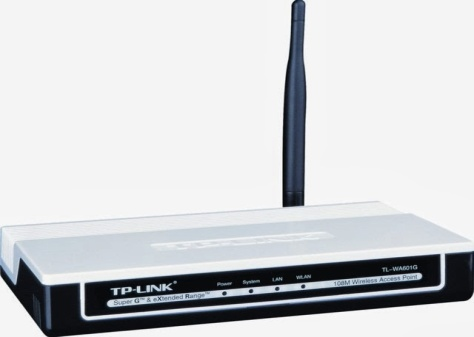 TP-LINK
TL-WA601G
Power System LAN WLAN
Super G™ & eXtended Range™
108M Wireless Access Point